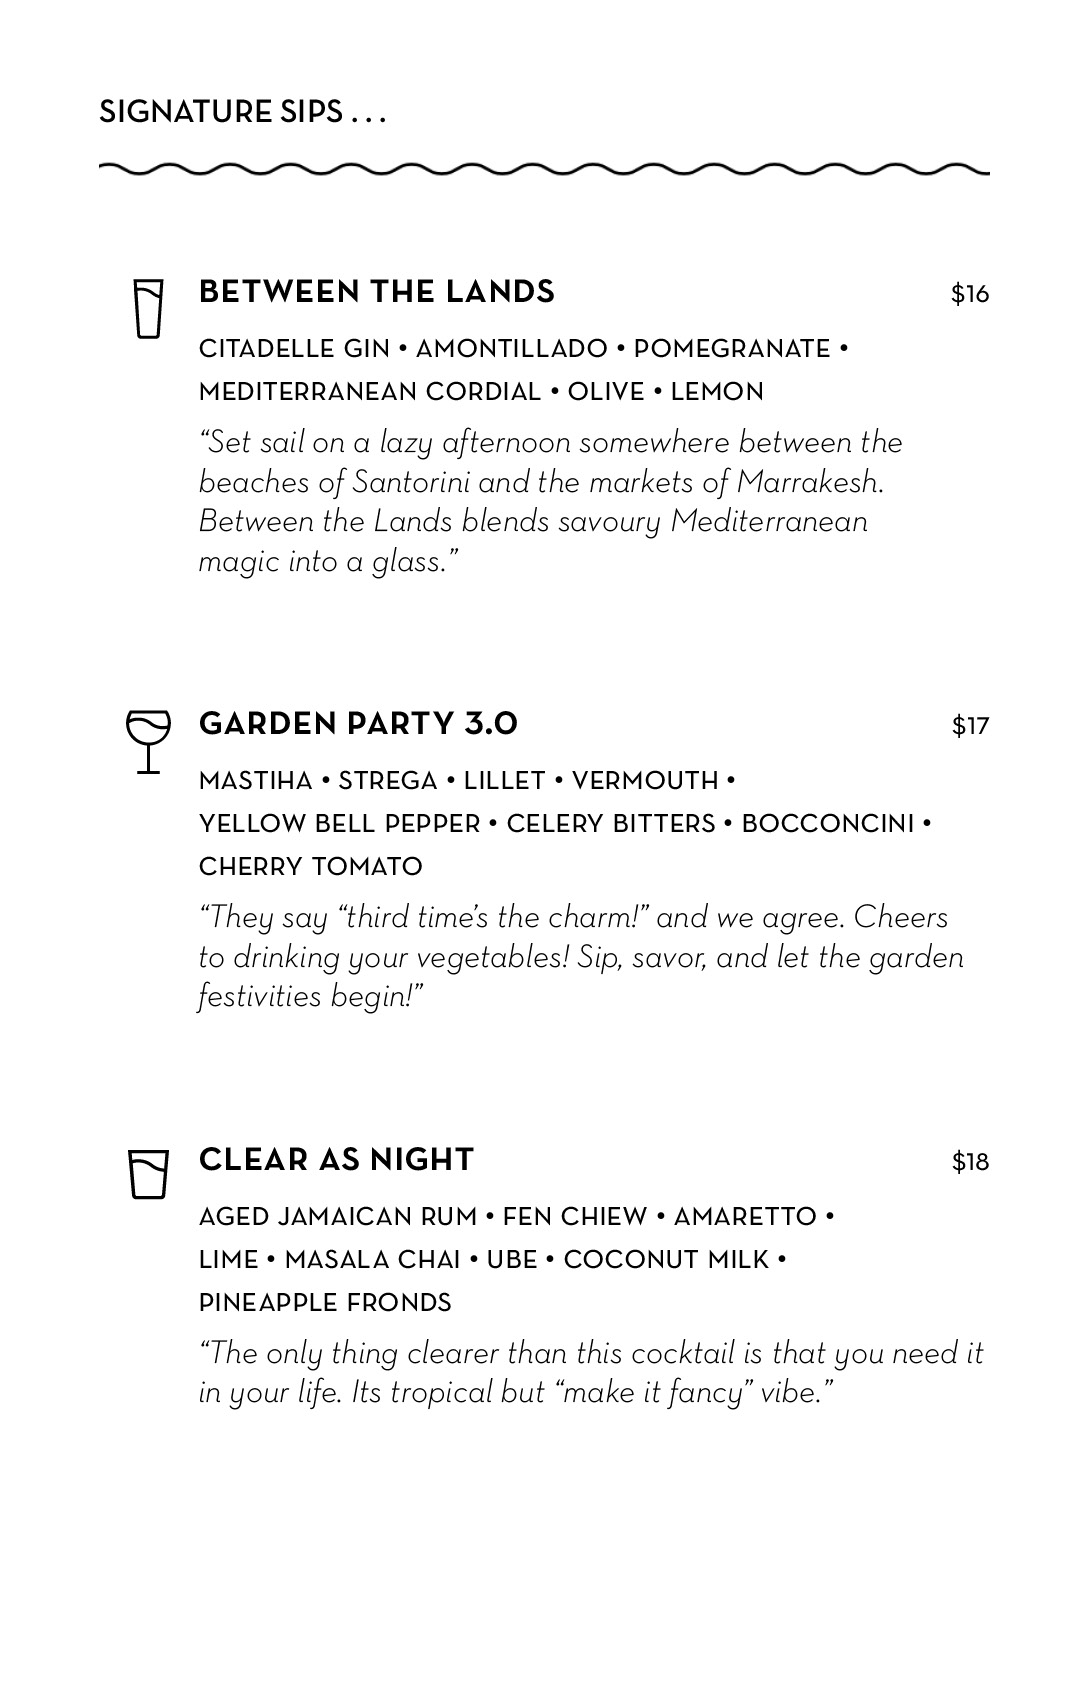 SIGNATURE SIPS . . .
BETWEEN THE LANDS $16
CITADELLE GIN • AMONTILLADO • POMEGRANATE •
MEDITERRANEAN CORDIAL • OLIVE • LEMON
“Set sail on a lazy afternoon somewhere between the
beaches of Santorini and the markets of Marrakesh.
Between the Lands blends savoury Mediterranean
magic into a glass.”
GARDEN PARTY 3.0 $17
MASTIHA • STREGA • LILLET • VERMOUTH •
YELLOW BELL PEPPER • CELERY BITTERS • BOCCONCINI •
CHERRY TOMATO
“They say “third time’s the charm!” and we agree. Cheers
to drinking your vegetables! Sip, savor, and let the garden
festivities begin!”
CLEAR AS NIGHT $18
AGED JAMAICAN RUM • FEN CHIEW • AMARETTO •
LIME • MASALA CHAI • UBE • COCONUT MILK •
PINEAPPLE FRONDS
“The only thing clearer than this cocktail is that you need it
in your life. Its tropical but “make it fancy” vibe.”